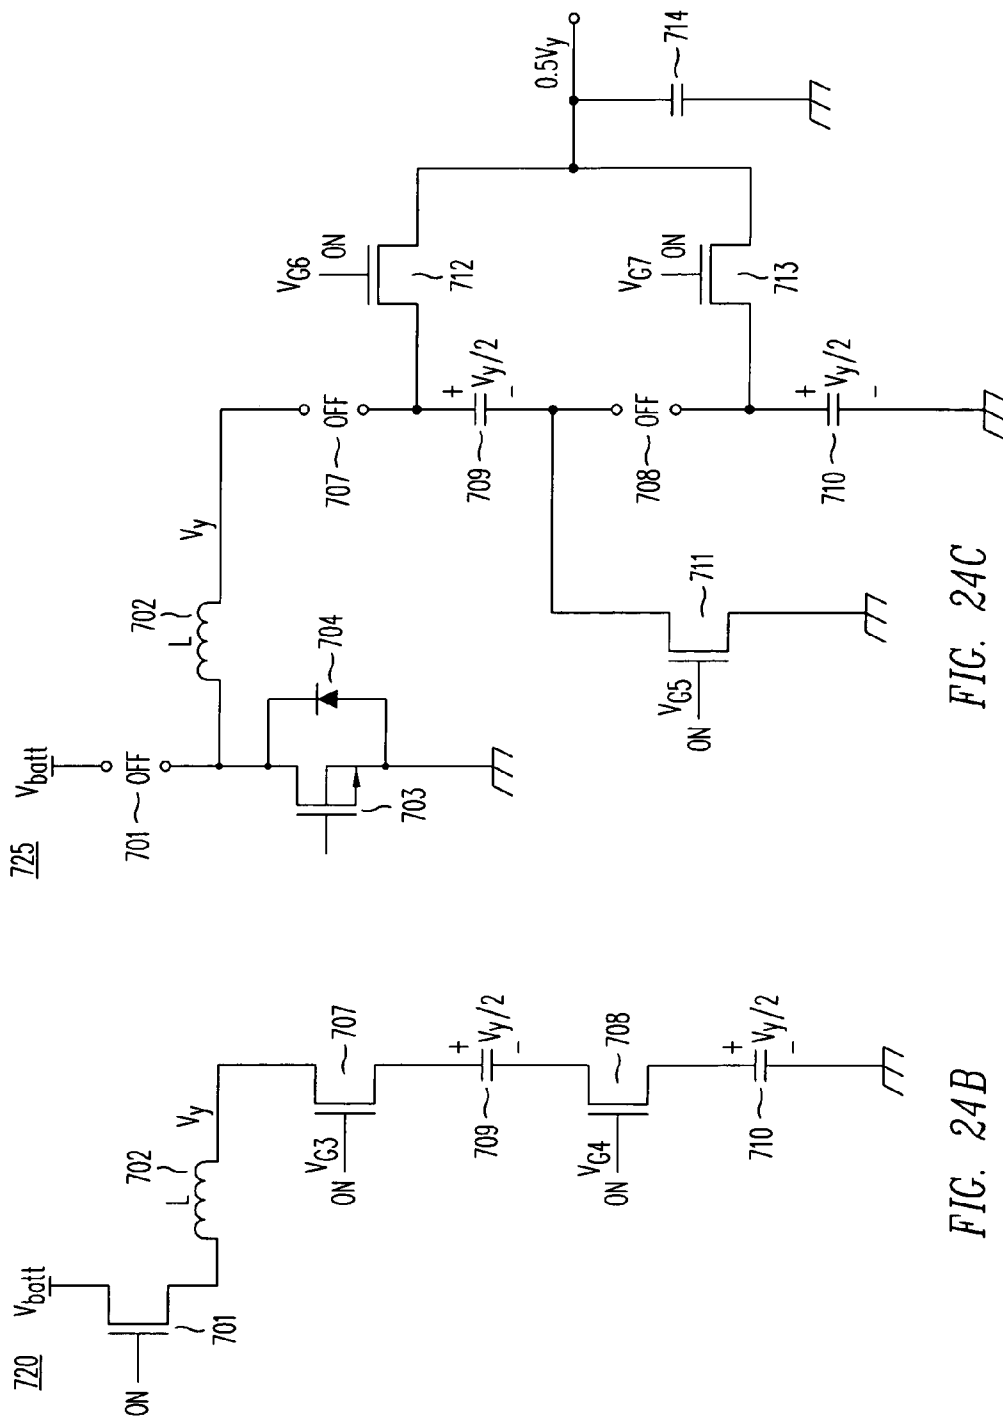 720
V_batt
ON
701
L
702
V_y
V_G3
ON
707
+
V_y/2
-
709
V_G4
ON
708
+
V_y/2
-
710
FIG. 24B
725
V_batt
701
OFF
L
702
V_y
703
704
707
OFF
V_G6
ON
712
0.5V_y
714
+
V_y/2
-
709
708
OFF
V_G7
ON
713
+
V_y/2
-
710
V_G5
ON
711
FIG. 24C